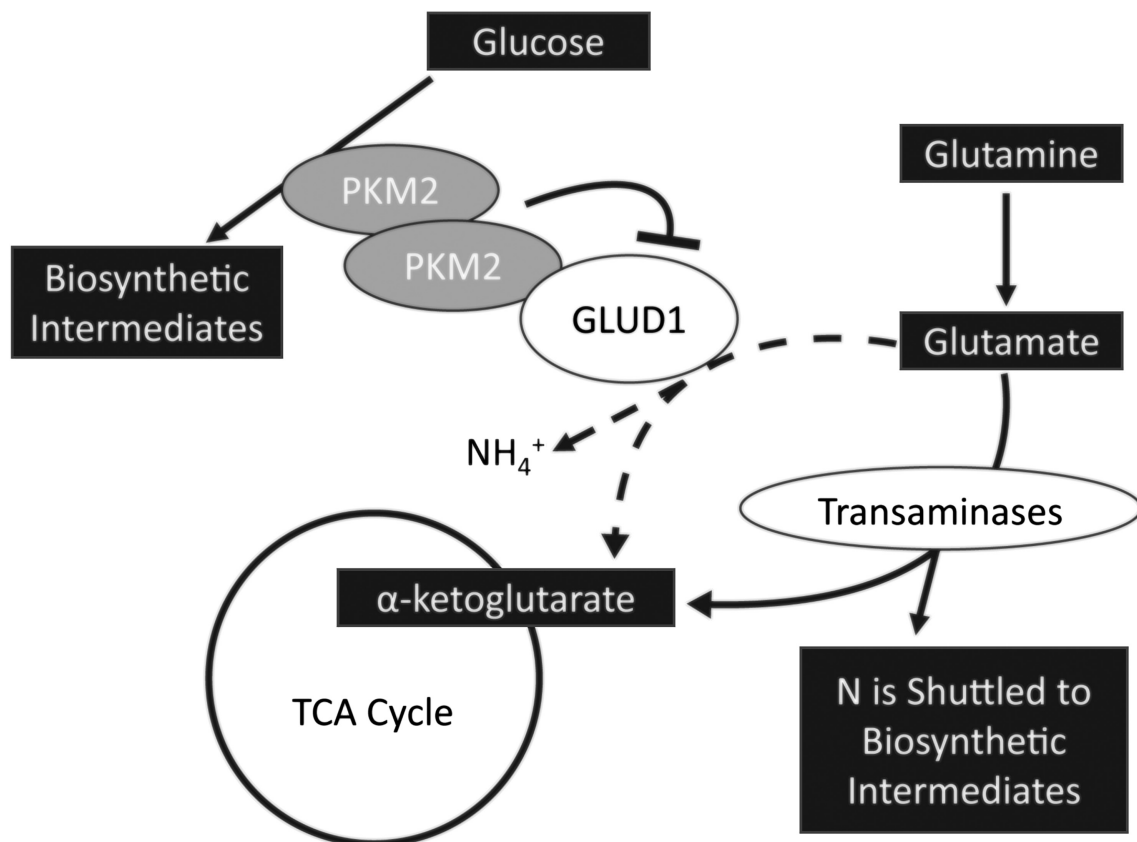 Glucose
Glutamine
PKM2
PKM2
Biosynthetic
Intermediates
GLUD1
Glutamate
NH₄⁺
Transaminases
α-ketoglutarate
TCA Cycle
N is Shuttled to
Biosynthetic
Intermediates